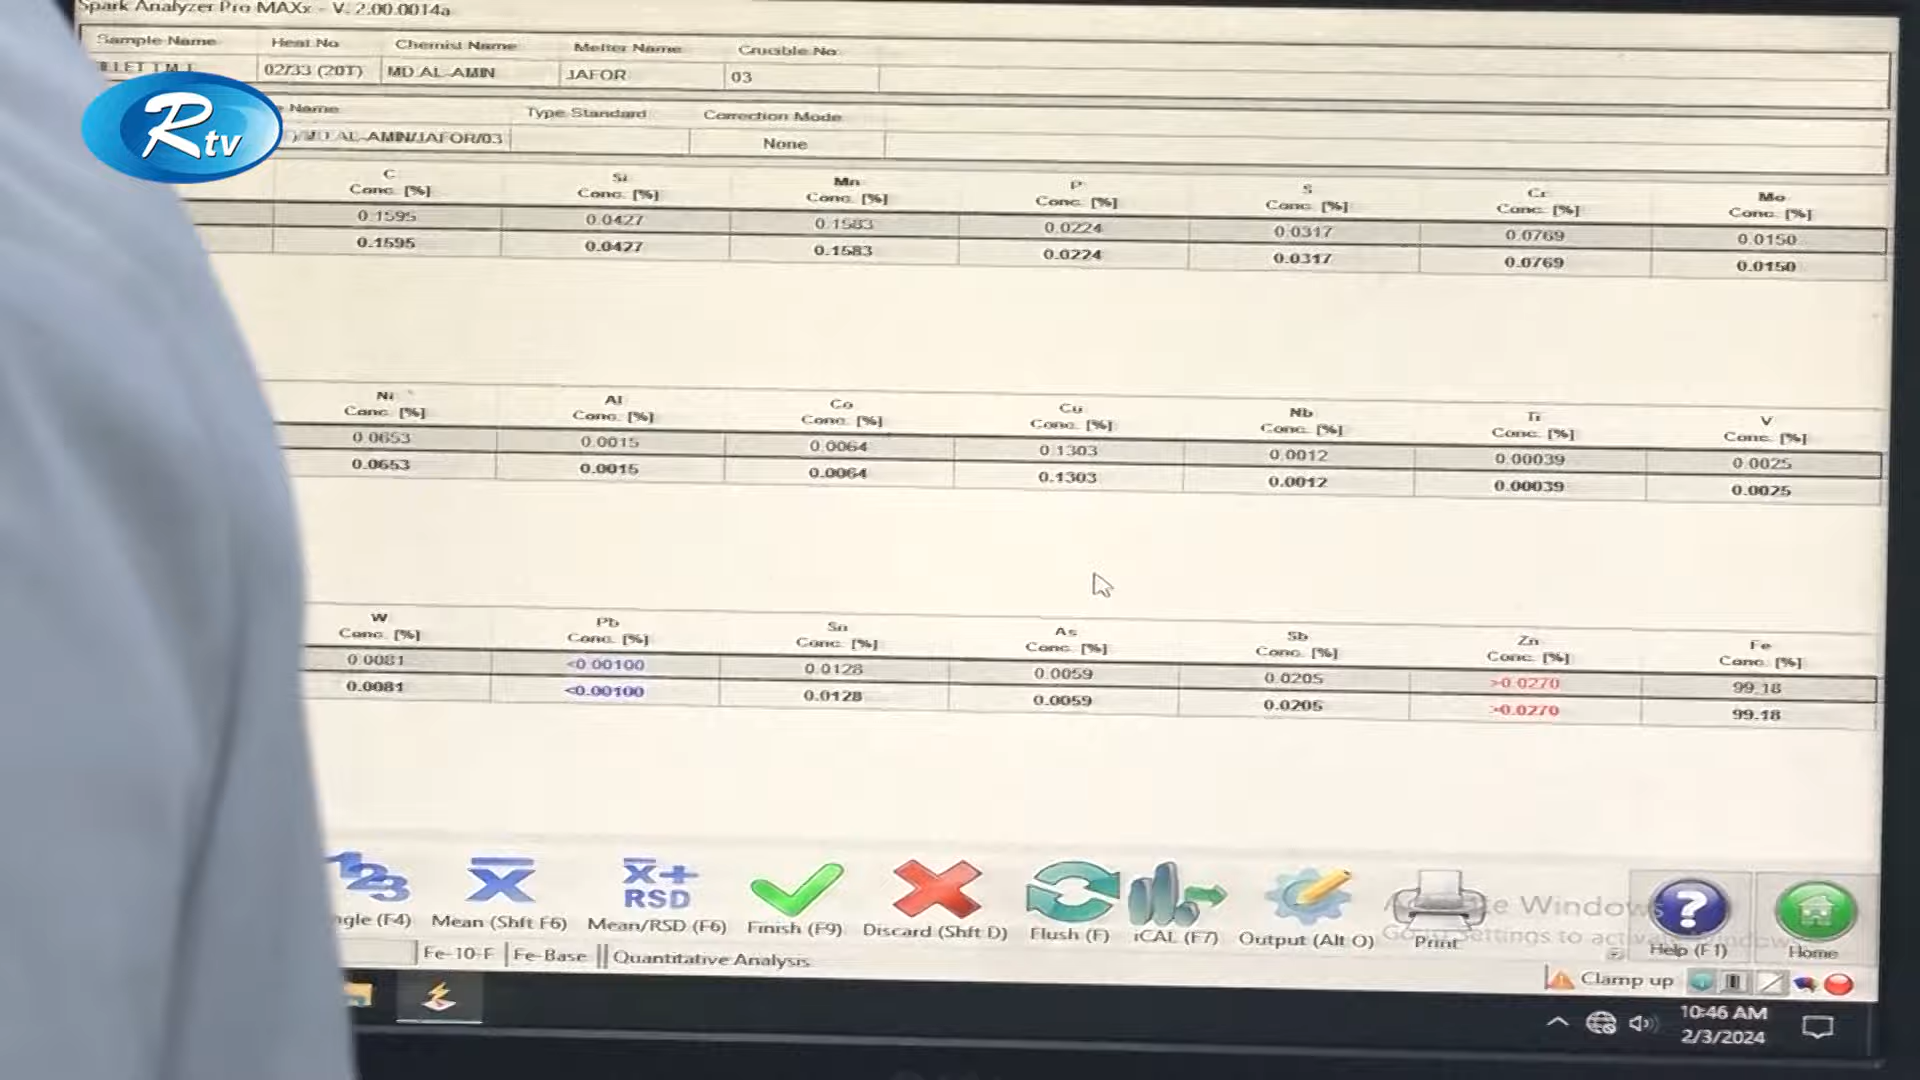 Spark Analyzer Pro MAXx - V. 2.00.0014a
Sample Name Heat No Chemist Name Melter Name Crucible No
02/33 (20T) MD.AL-AMIN JAFOR 03
Rtv
Name Type Standard Correction Mode
/MD.AL-AMIN/JAFOR/03 None
C Si Mn P S Cr Mo
Conc. [%] Conc. [%] Conc. [%] Conc. [%] Conc. [%] Conc. [%] Conc. [%]
0.1595 0.0427 0.1583 0.0224 0.0317 0.0769 0.0150
0.1595 0.0427 0.1583 0.0224 0.0317 0.0769 0.0150
Ni Al Co Cu Nb Ti V
Conc. [%] Conc. [%] Conc. [%] Conc. [%] Conc. [%] Conc. [%] Conc. [%]
0.0653 0.0015 0.0064 0.1303 0.0012 0.00039 0.0025
0.0653 0.0015 0.0064 0.1303 0.0012 0.00039 0.0025
W Pb Sn As Sb Zn Fe
Conc. [%] Conc. [%] Conc. [%] Conc. [%] Conc. [%] Conc. [%] Conc. [%]
0.0081 <0.00100 0.0128 0.0059 0.0205 >0.0270 99.18
0.0081 <0.00100 0.0128 0.0059 0.0205 >0.0270 99.18
123 X X+ RSD
ngle (F4) Mean (Shft F6) Mean/RSD (F6) Finish (F9) Discard (Shft D) Flush (F) iCAL (F7) Output (Alt O) Print Help (F1) Home
Windows
Settings to
Fe-10-F Fe-Base Quantitative Analysis
Clamp up
10:46 AM
2/3/2024